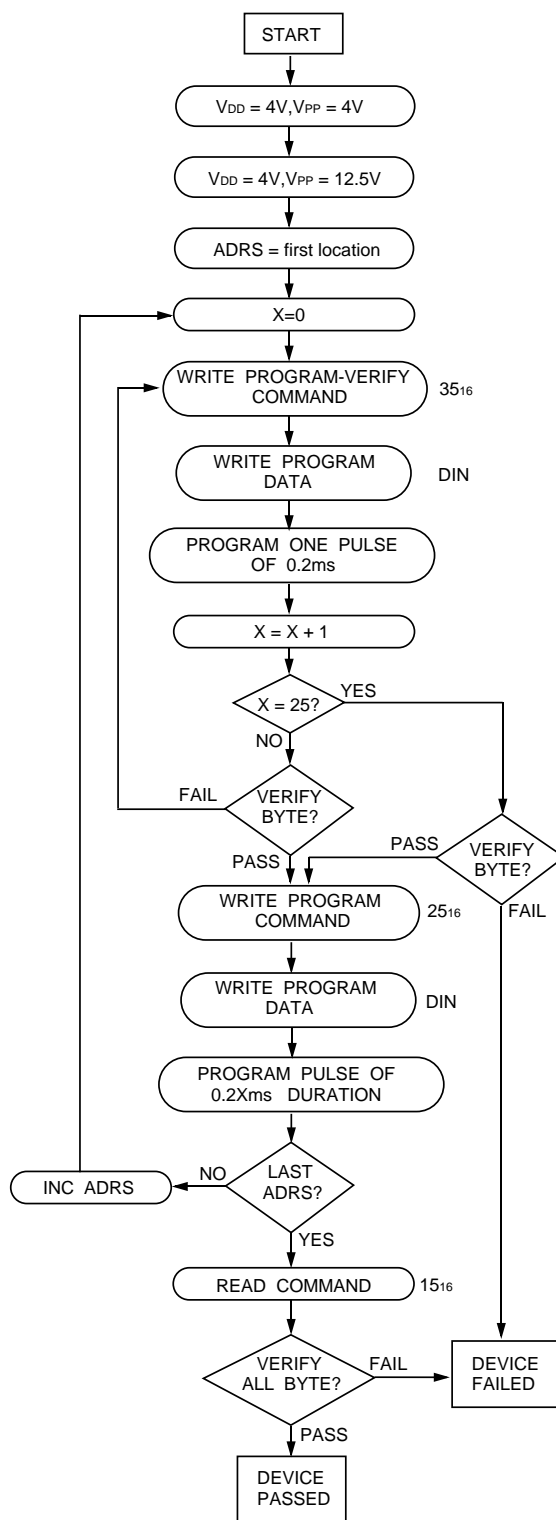 START
VDD = 4V,VPP = 4V
VDD = 4V,VPP = 12.5V
ADRS = first location
X=0
WRITE PROGRAM-VERIFY
COMMAND
35₁₆
WRITE PROGRAM
DATA
DIN
PROGRAM ONE PULSE
OF 0.2ms
X = X + 1
X = 25?
YES
NO
FAIL
VERIFY
BYTE?
PASS
PASS
VERIFY
BYTE?
FAIL
WRITE PROGRAM
COMMAND
25₁₆
WRITE PROGRAM
DATA
DIN
PROGRAM PULSE OF
0.2Xms DURATION
INC ADRS
NO
LAST
ADRS?
YES
READ COMMAND
15₁₆
VERIFY
ALL BYTE?
FAIL
DEVICE
FAILED
PASS
DEVICE
PASSED